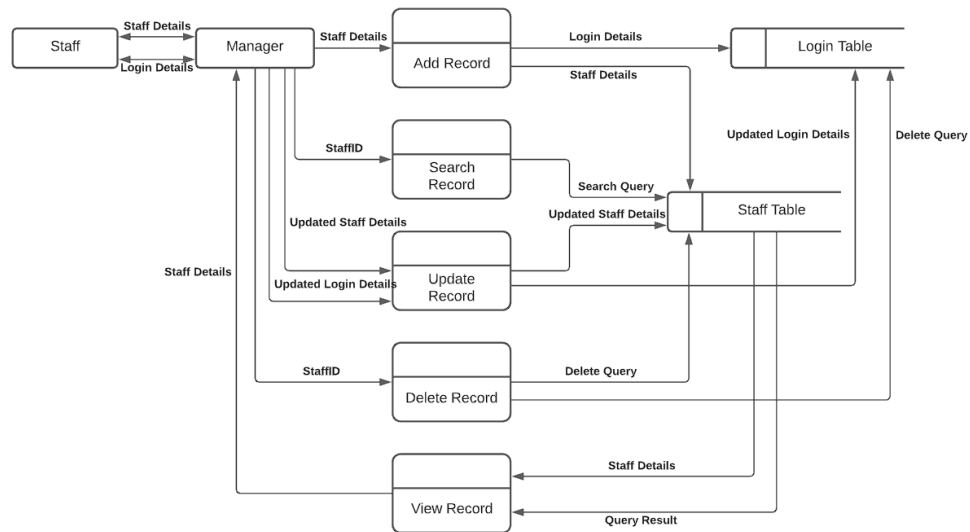 Staff Details
Staff
Login Details
Manager
Staff Details
Add Record
Login Details
Staff Details
Login Table
StaffID
Search
Record
Search Query
Updated Login Details
Delete Query
Updated Staff Details
Staff Table
Updated Staff Details
Staff Details
Updated Login Details
Update
Record
StaffID
Delete Record
Delete Query
Staff Details
View Record
Query Result